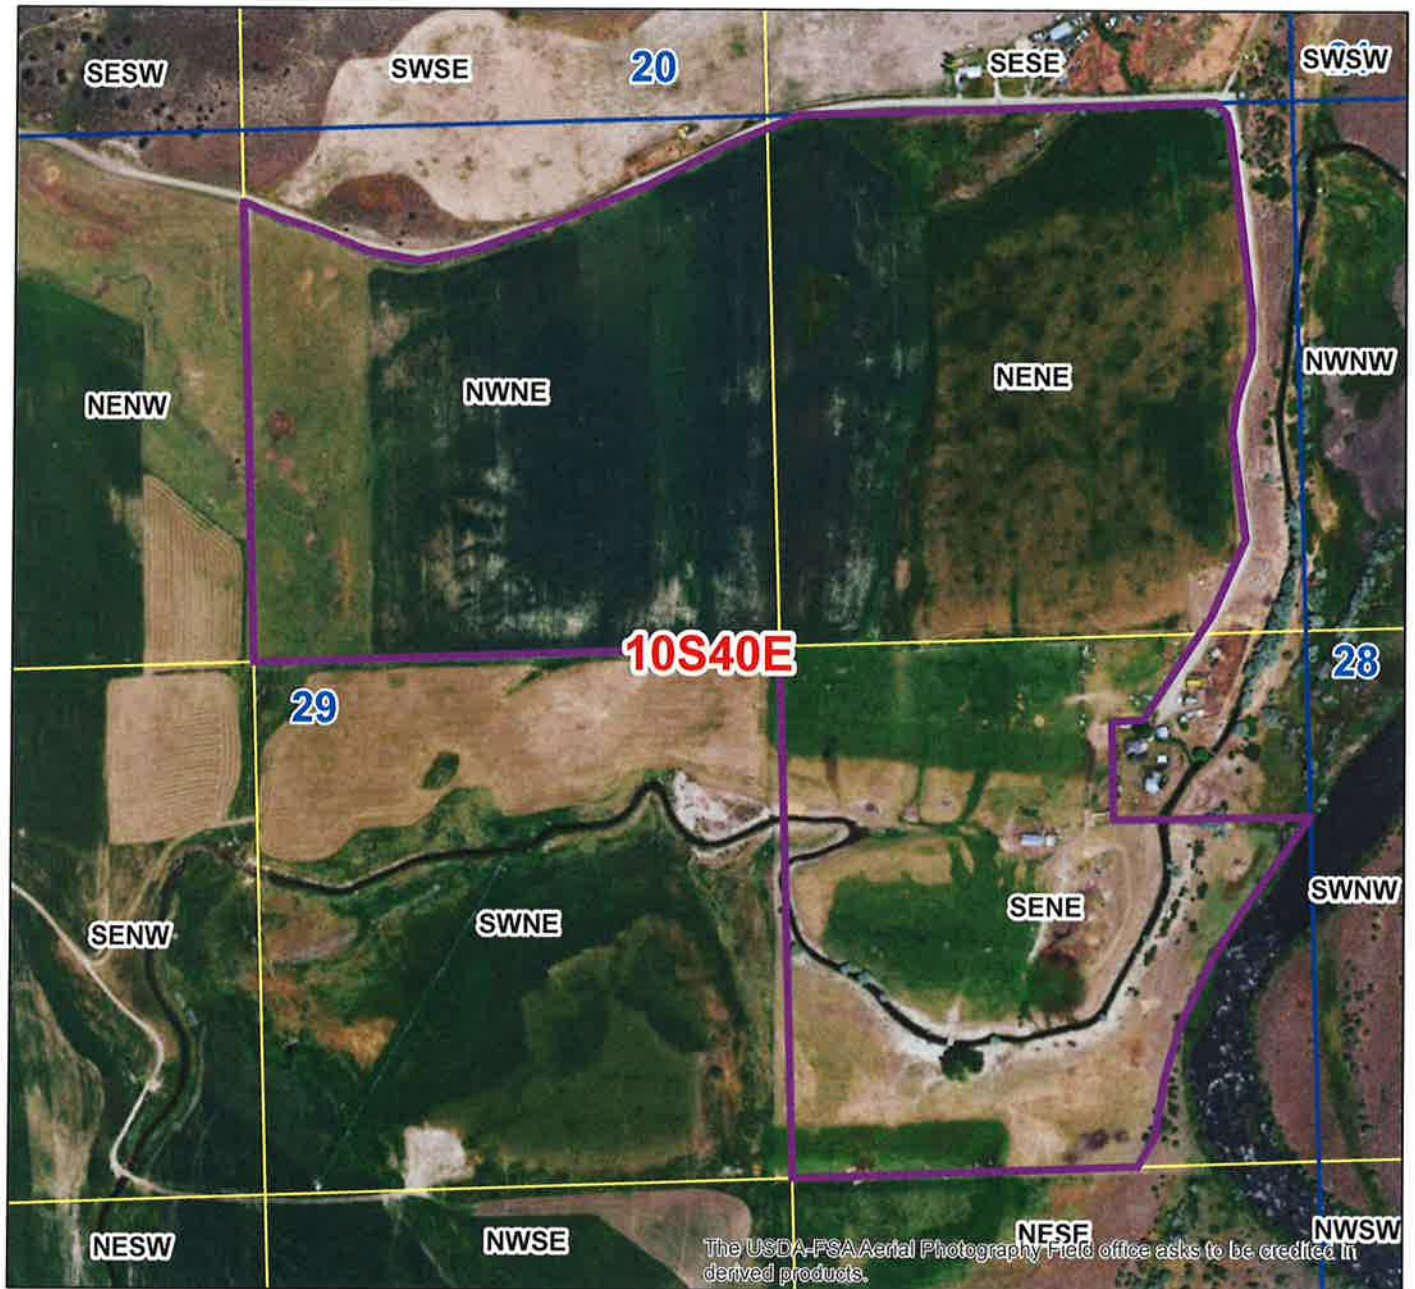 SESW
SWSE
20
SESE
SWSW
NENW
NWNE
NENE
NWNW
10S40E
29
28
SENW
SWNE
SENE
SWNW
NESW
NWSE
NESE
NWSW
The USDA-FSA Aerial Photography Field office asks to be credited in
derived products.